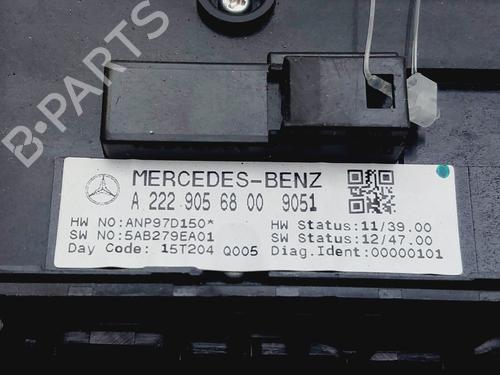 B-PARTS
MERCEDES-BENZ
A 222 905 68 00 9051
HW NO:ANP97D150* HW Status:11/39.00
SW NO:5AB279EA01 SW Status:12/47.00
Day Code: 15T204 Q005 Diag.Ident:00000101